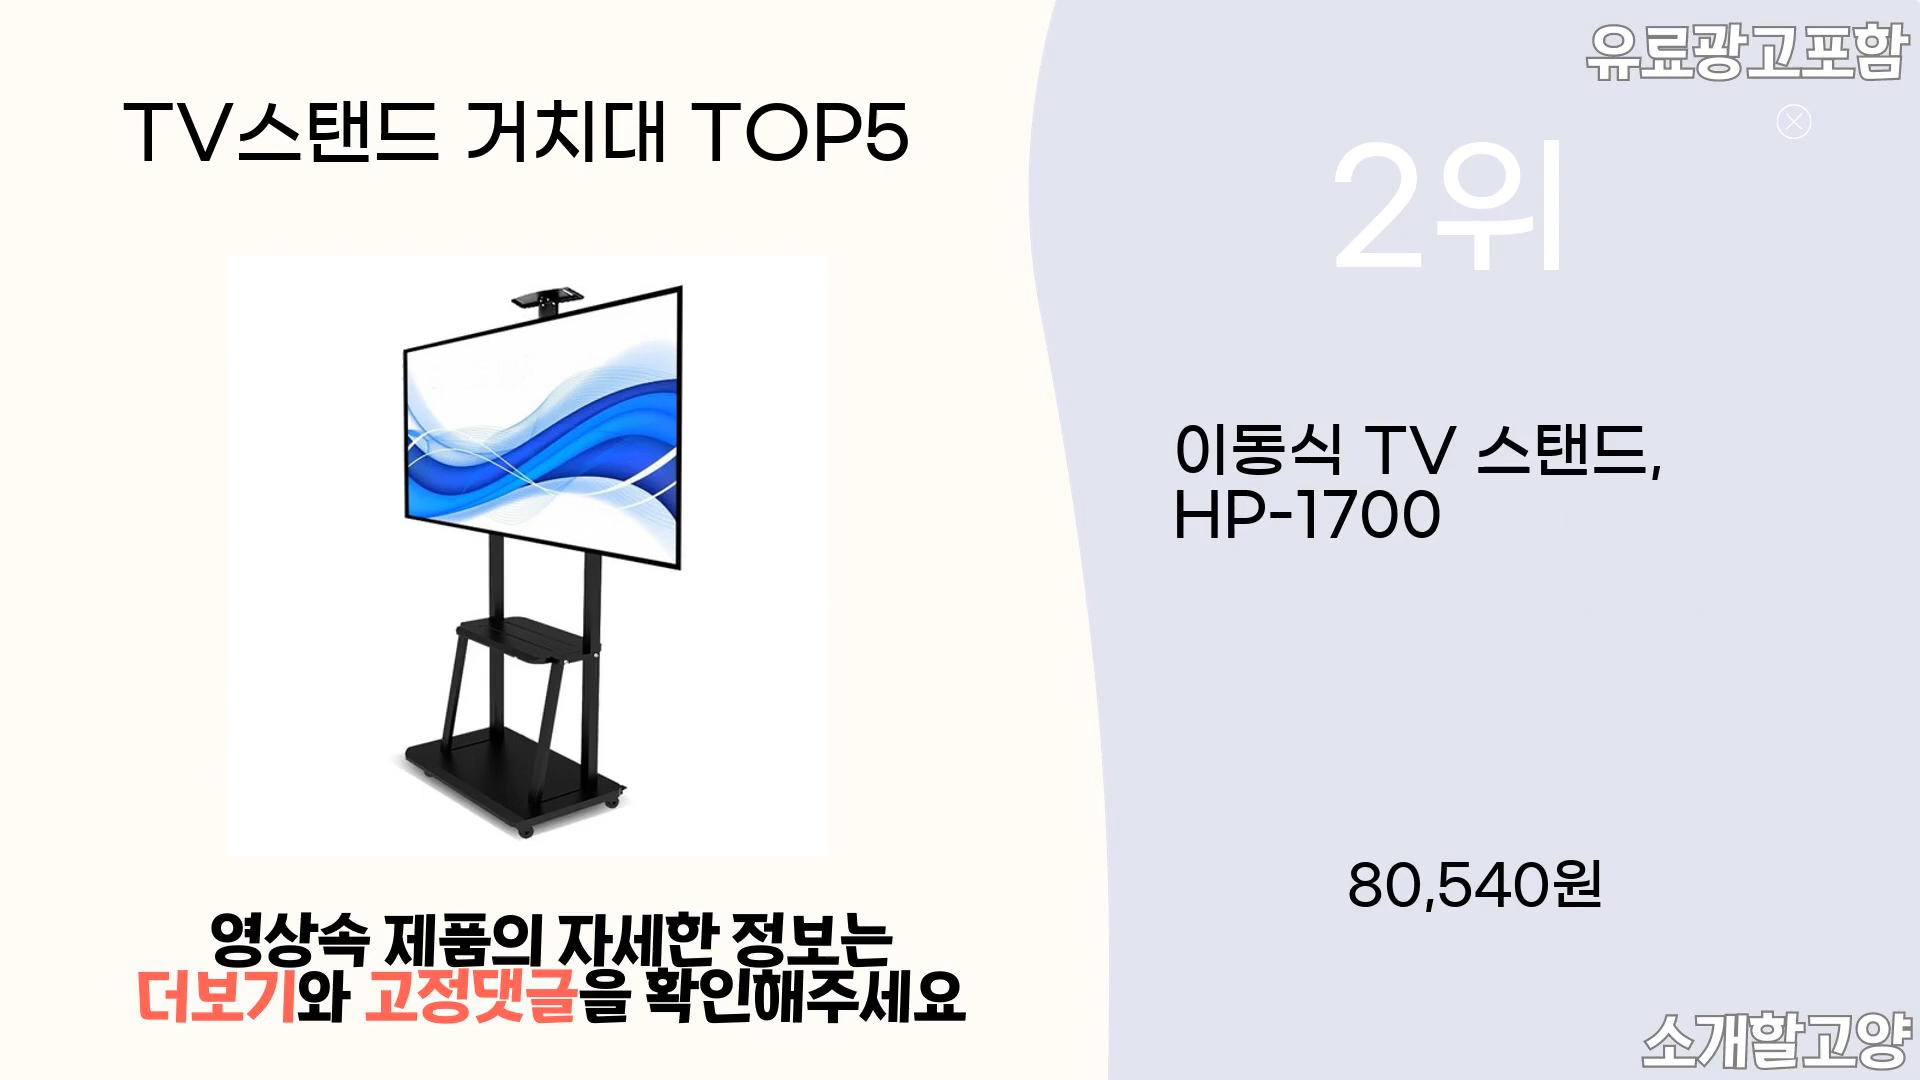 유료광고포함
TV스탠드 거치대 TOP5
2위
이동식 TV 스탠드,
HP-1700
80,540원
영상속 제품의 자세한 정보는
더보기와 고정댓글을 확인해주세요
소개할고양